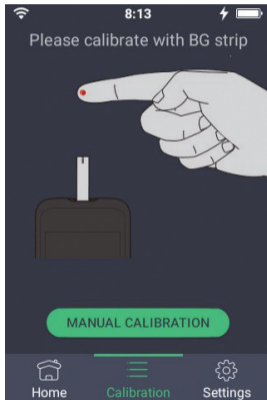 8:13
Please calibrate with BG strip
MANUAL CALIBRATION
Home Calibration Settings